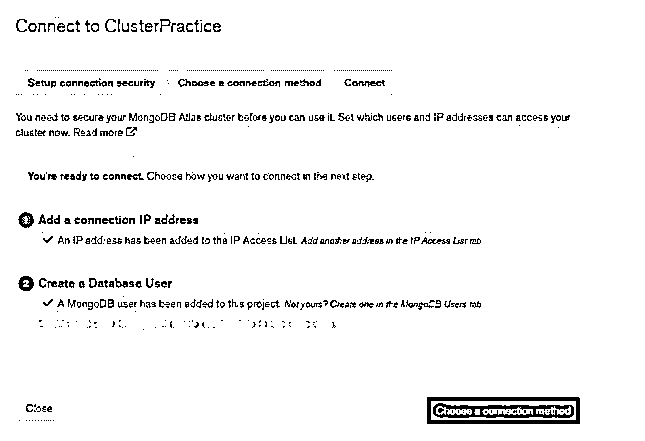 Connect to ClusterPractice
Setup connection security
Choose a connection method
Connect
You need to secure your MongoDB Atlas cluster before you can use it. Set which users and IP addresses can access your
cluster now. Read more
You're ready to connect. Choose how you want to connect in the next step.
1 Add a connection IP address
✓ An IP address has been added to the IP Access List. Add another address in the IP Access List tab
2 Create a Database User
✓ A MongoDB user has been added to this project. Not yours? Create one in the MongoDB Users tab
Close
Choose a connection method